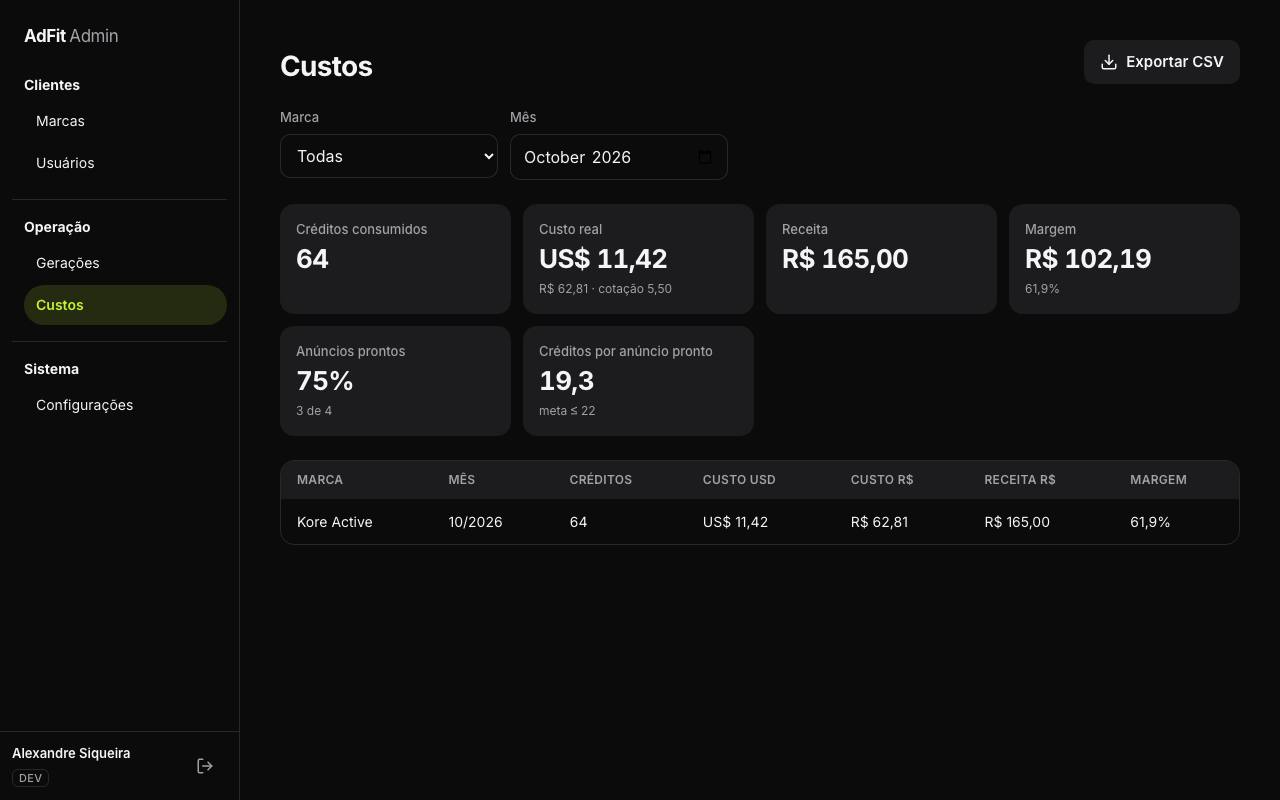 AdFit Admin
Clientes
Marcas
Usuários
Operação
Gerações
Custos
Sistema
Configurações
Alexandre Siqueira
DEV
Custos
Exportar CSV
Marca
Mês
Todas
October 2026
Créditos consumidos
64
Custo real
US$ 11,42
R$ 62,81 · cotação 5,50
Receita
R$ 165,00
Margem
R$ 102,19
61,9%
Anúncios prontos
75%
3 de 4
Créditos por anúncio pronto
19,3
meta ≤ 22
MARCA MÊS CRÉDITOS CUSTO USD CUSTO R$ RECEITA R$ MARGEM
Kore Active 10/2026 64 US$ 11,42 R$ 62,81 R$ 165,00 61,9%